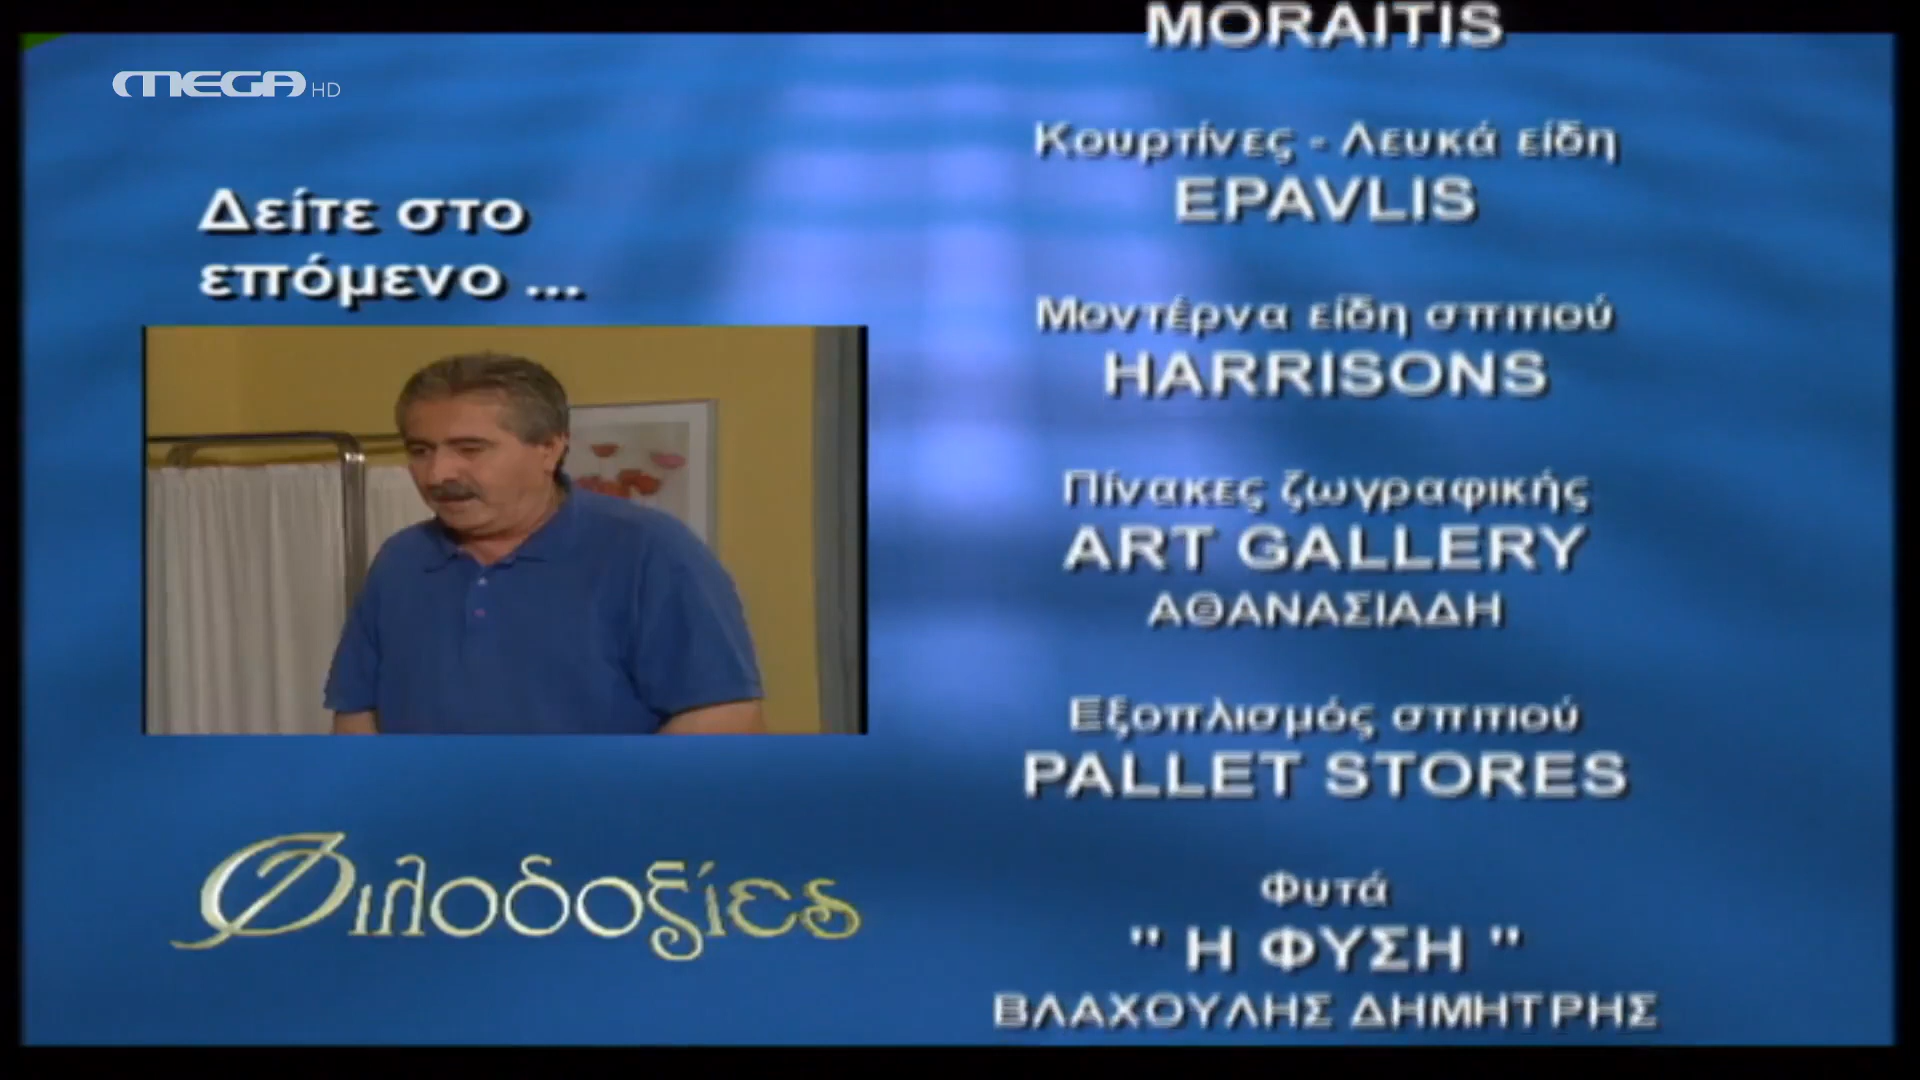 MEGA HD
Δείτε στο
επόμενο ...
Φιλοδοξίες
MORAITIS
Κουρτίνες - Λευκά είδη
EPAVLIS
Μοντέρνα είδη σπιτιού
HARRISONS
Πίνακες ζωγραφικής
ART GALLERY
ΑΘΑΝΑΣΙΑΔΗ
Εξοπλισμός σπιτιού
PALLET STORES
Φυτά
" Η ΦΥΣΗ "
ΒΛΑΧΟΥΛΗΣ ΔΗΜΗΤΡΗΣ